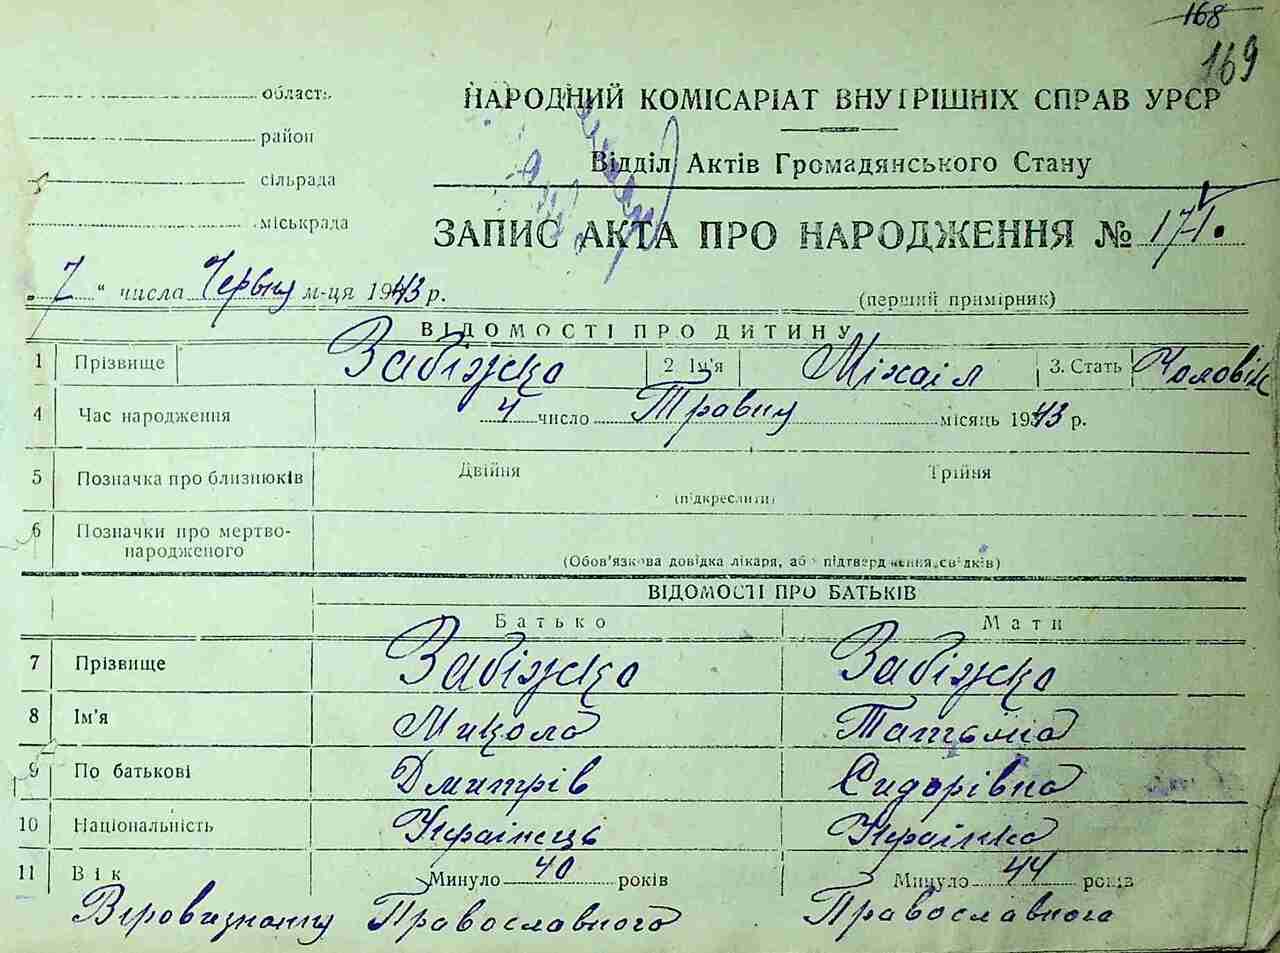 168
169
область
район
сільрада
міськрада
НАРОДНИЙ КОМІСАРІАТ ВНУТРІШНІХ СПРАВ УРСР
Відділ Актів Громадянського Стану
ЗАПИС АКТА ПРО НАРОДЖЕННЯ №
„ 7 “ числа Червня м-ця 1943 р.
(перший примірник)
ВІДОМОСТІ ПРО ДИТИНУ
1 Прізвище Забіжко 2 Ім'я Міхаіл 3. Стать Чоловік
4 Час народження 4 число Травня місяць 1943 р.
5 Позначка про близнюків Двійня Трійня
(підкреслити)
6 Позначки про мертво-
народженого
(Обов'язкова довідка лікаря, або підтвердження свідків)
ВІДОМОСТІ ПРО БАТЬКІВ
Батько Мати
7 Прізвище Забіжко Забіжко
8 Ім'я Микола Татьяна
9 По батькові Дмитрів Сидорівна
10 Національність Українець Українка
11 Вік Минуло 40 років Минуло 44 років
Віровизнання Православного Православного